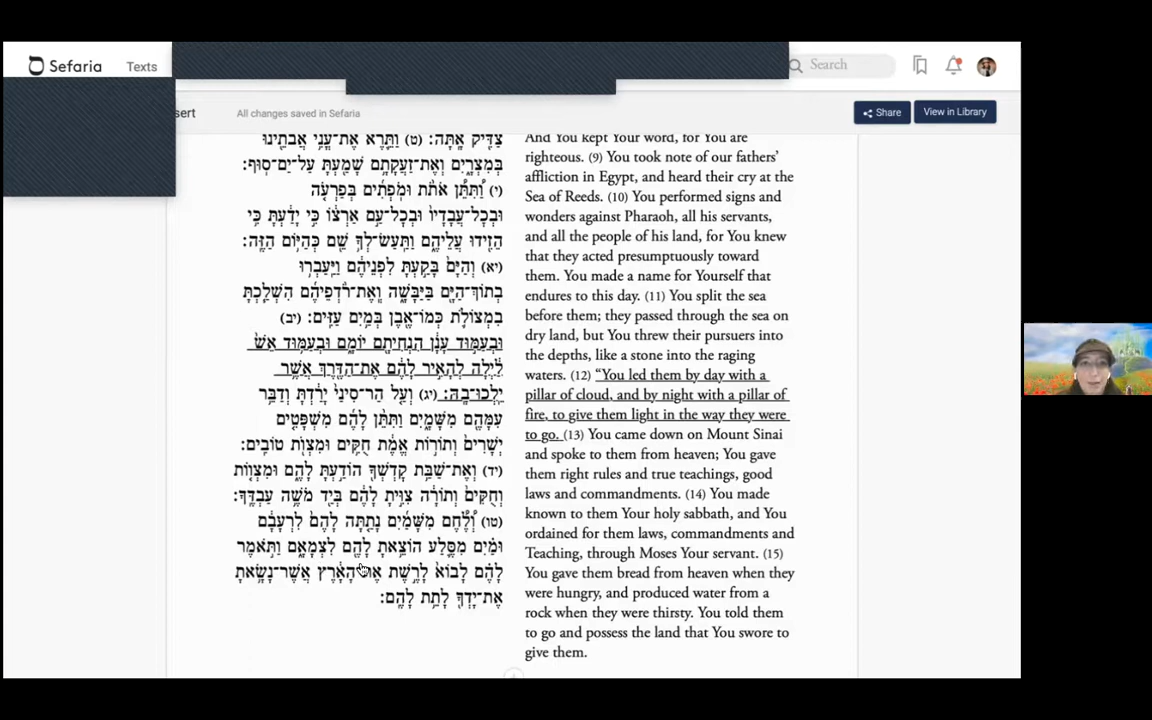 Sefaria
Texts
Search
sert
All changes saved in Sefaria
Share
View in Library
צַדִּ֖יק אָֽתָּה׃ (ט) וַתֵּ֛רֶא אֶת־עֳנִ֥י אֲבֹתֵ֖ינוּ
בְּמִצְרָ֑יִם וְאֶת־זַעֲקָתָ֥ם שָׁמַ֖עְתָּ עַל־יַם־סֽוּף׃
(י) וַ֠תִּתֵּ֠ן אֹתֹ֨ת וּמֹֽפְתִ֜ים בְּפַרְעֹ֤ה
וּבְכׇל־עֲבָדָיו֙ וּבְכׇל־עַ֣ם אַרְצ֔וֹ כִּ֣י יָדַ֔עְתָּ כִּ֥י
הֵזִ֖ידוּ עֲלֵיהֶ֑ם וַתַּֽעַשׂ־לְךָ֥ שֵׁ֖ם כְּהַיּ֥וֹם הַזֶּֽה׃
(יא) וְהַיָּם֙ בָּקַ֣עְתָּ לִפְנֵיהֶ֔ם וַיַּעַבְר֥וּ
בְתוֹךְ־הַיָּ֖ם בַּיַּבָּשָׁ֑ה וְֽאֶת־רֹ֨דְפֵיהֶ֜ם הִשְׁלַ֧כְתָּ
בִמְצוֹלֹ֛ת כְּמוֹ־אֶ֖בֶן בְּמַ֥יִם עַזִּֽים׃ (יב)
וּבְעַמּ֣וּד עָנָ֔ן הִנְחִיתָ֖ם יוֹמָ֑ם וּבְעַמּ֥וּד אֵשׁ֙
לַ֔יְלָה לְהָאִ֣יר לָהֶ֔ם אֶת־הַדֶּ֖רֶךְ אֲשֶׁ֥ר
יֵֽלְכוּ־בָֽהּ׃ (יג) וְעַ֤ל הַר־סִינַי֙ יָרַ֔דְתָּ וְדַבֵּ֥ר
עִמָּהֶ֖ם מִשָּׁמָ֑יִם וַתִּתֵּ֨ן לָהֶ֜ם מִשְׁפָּטִ֤ים
יְשָׁרִים֙ וְתוֹר֣וֹת אֱמֶ֔ת חֻקִּ֥ים וּמִצְוֺ֖ת טוֹבִֽים׃
(יד) וְאֶת־שַׁבַּ֥ת קׇדְשְׁךָ֖ הוֹדַ֣עְתָּ לָהֶ֑ם וּמִצְו֤וֹת
וְחֻקִּים֙ וְתוֹרָ֔ה צִוִּ֣יתָ לָהֶ֔ם בְּיַ֖ד מֹשֶׁ֥ה עַבְדֶּֽךָ׃
(טו) וְ֠לֶ֠חֶם מִשָּׁמַ֜יִם נָתַ֤תָּה לָהֶם֙ לִרְעָבָ֔ם
וּמַ֗יִם מִסֶּ֛לַע הוֹצֵ֥אתָ לָהֶ֖ם לִצְמָאָ֑ם וַתֹּ֣אמֶר
לָהֶ֗ם לָבוֹא֙ לָרֶ֣שֶׁת הָאָ֔רֶץ אֲשֶׁר־נָשָׂ֥אתָ
אֶת־יָדְךָ֖ לָתֵ֥ת לָהֶֽם׃
And You kept Your word, for You are
righteous. (9) You took note of our fathers’
affliction in Egypt, and heard their cry at the
Sea of Reeds. (10) You performed signs and
wonders against Pharaoh, all his servants,
and all the people of his land, for You knew
that they acted presumptuously toward
them. You made a name for Yourself that
endures to this day. (11) You split the sea
before them; they passed through the sea on
dry land, but You threw their pursuers into
the depths, like a stone into the raging
waters. (12) “You led them by day with a
pillar of cloud, and by night with a pillar of
fire, to give them light in the way they were
to go. (13) You came down on Mount Sinai
and spoke to them from heaven; You gave
them right rules and true teachings, good
laws and commandments. (14) You made
known to them Your holy sabbath, and You
ordained for them laws, commandments and
Teaching, through Moses Your servant. (15)
You gave them bread from heaven when they
were hungry, and produced water from a
rock when they were thirsty. You told them
to go and possess the land that You swore to
give them.